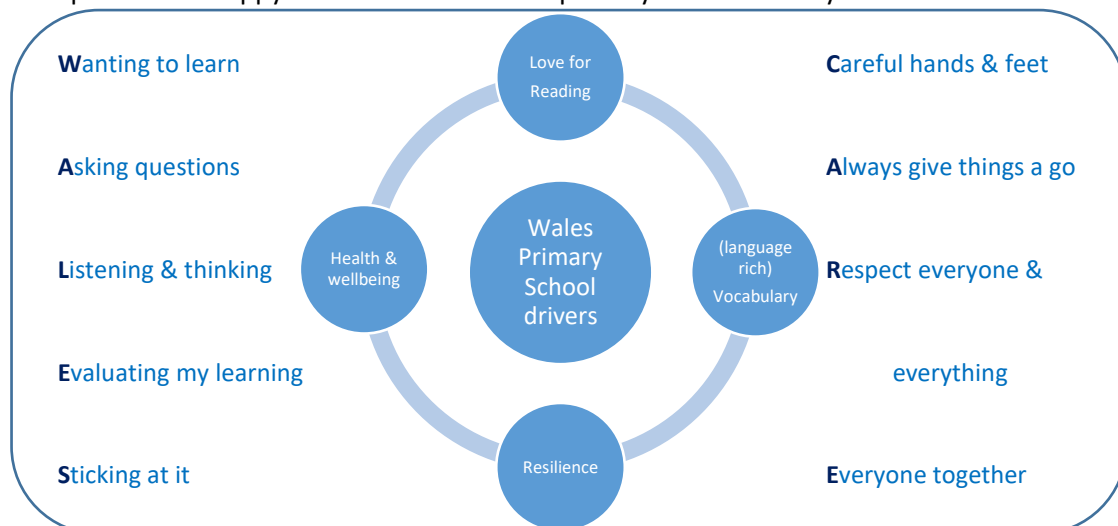 Wanting to learn
Asking questions
Listening & thinking
Evaluating my learning
Sticking at it
Love for
Reading
Health &
wellbeing
Wales
Primary
School
drivers
(language
rich)
Vocabulary
Resilience
Careful hands & feet
Always give things a go
Respect everyone &
everything
Everyone together